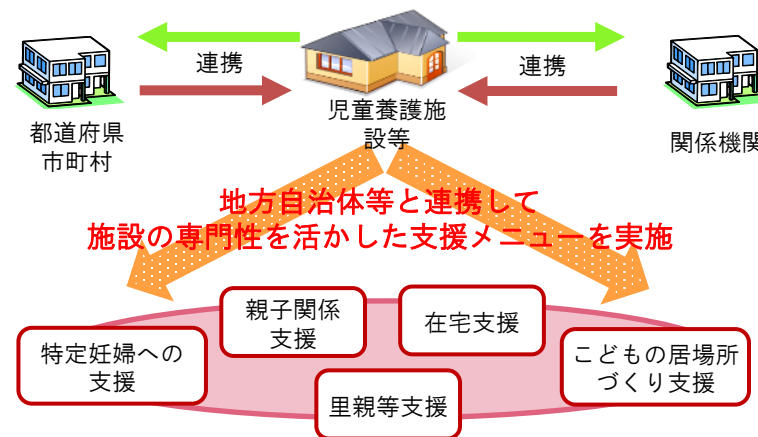 連携
連携
児童養護施
設等
都道府県
市町村
関係機関
地方自治体等と連携して
施設の専門性を活かした支援メニューを実施
親子関係
支援
在宅支援
特定妊婦への
支援
こどもの居場所
づくり支援
里親等支援